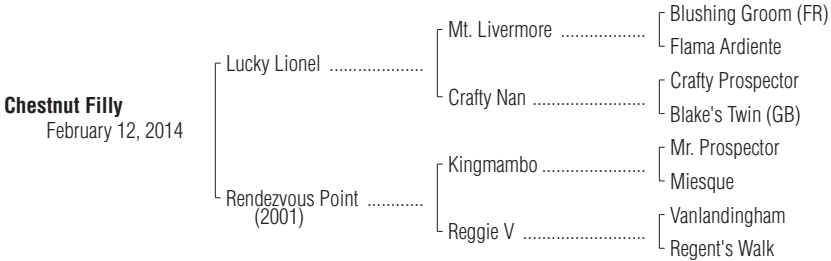 Blushing Groom (FR)
Mt. Livermore ....................
Flama Ardiente
Lucky Lionel ......................
Crafty Prospector
Crafty Nan ..........................
Blake's Twin (GB)
Chestnut Filly
February 12, 2014
Mr. Prospector
Kingmambo ........................
Miesque
Rendezvous Point .............
(2001)
Vanlandingham
Reggie V .............................
Regent's Walk